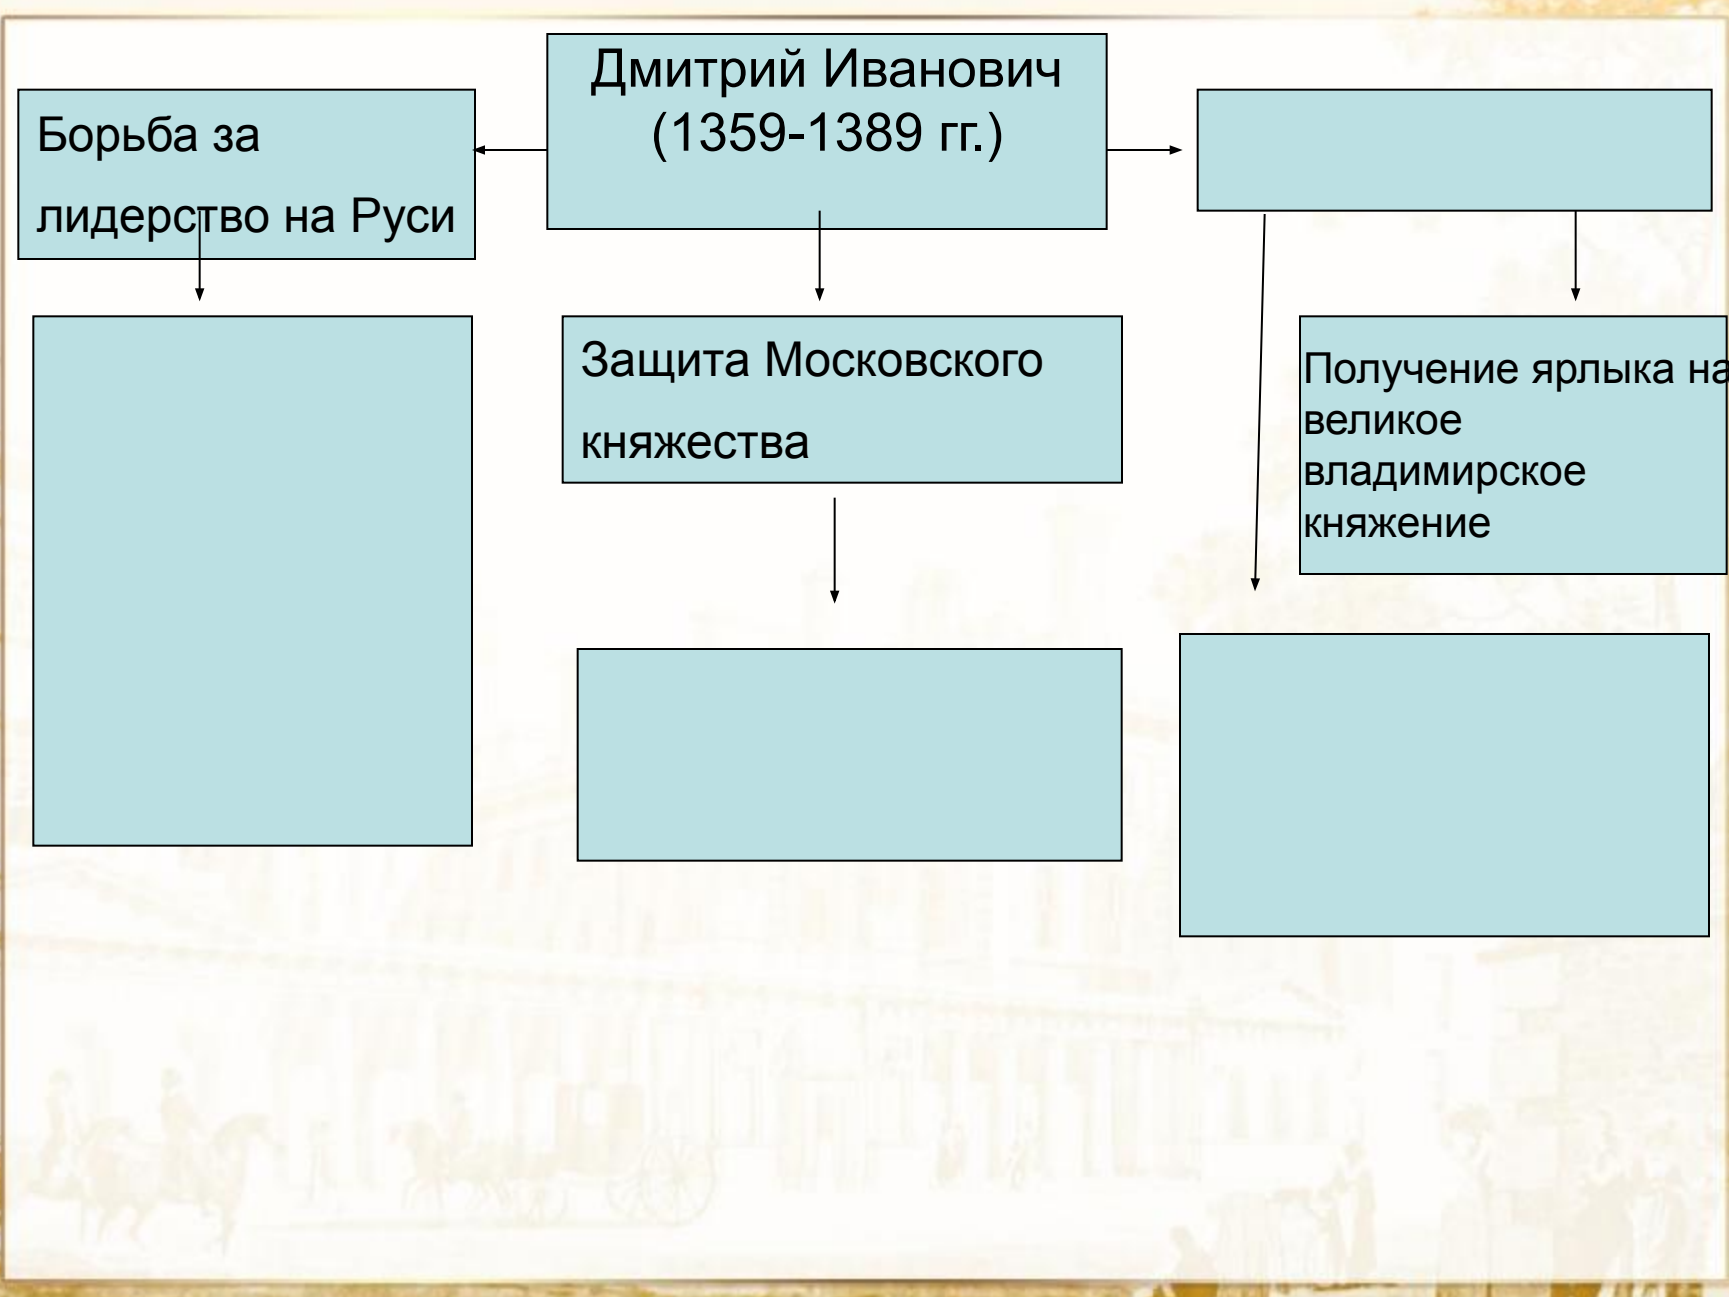 Дмитрий Иванович
(1359-1389 гг.)
Борьба за
лидерство на Руси
Защита Московского
княжества
Получение ярлыка на
великое
владимирское
княжение